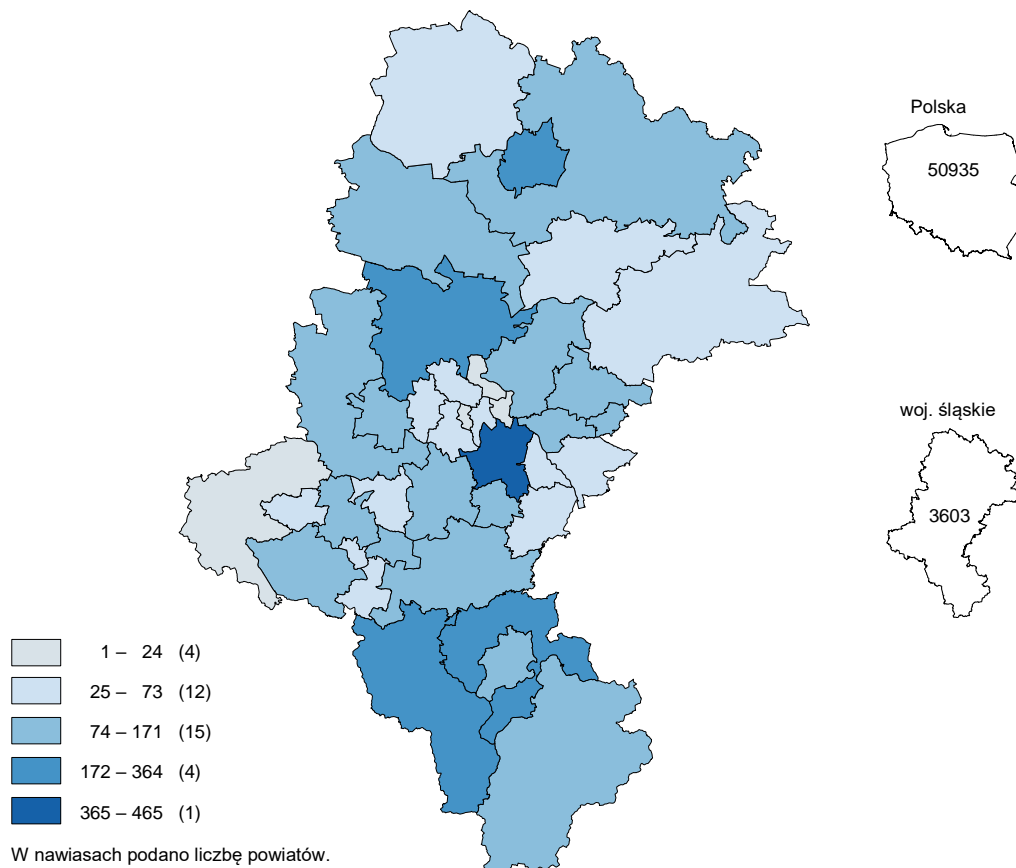 Polska
50935
woj. śląskie
3603
1 – 24 (4)
25 – 73 (12)
74 – 171 (15)
172 – 364 (4)
365 – 465 (1)
W nawiasach podano liczbę powiatów.